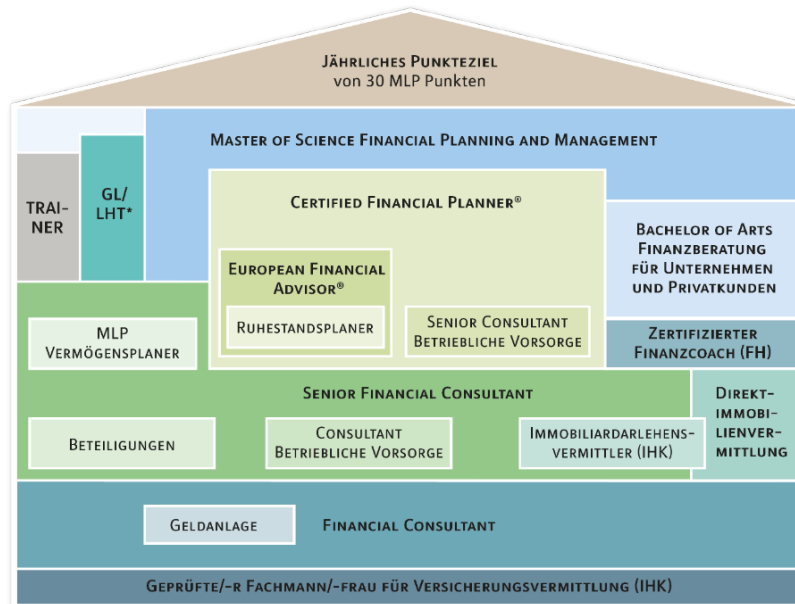 JÄHRLICHES PUNKTEZIEL
von 30 MLP Punkten
MASTER OF SCIENCE FINANCIAL PLANNING AND MANAGEMENT
TRAI-
NER
GL/
LHT*
CERTIFIED FINANCIAL PLANNER®
BACHELOR OF ARTS
FINANZBERATUNG
FÜR UNTERNEHMEN
UND PRIVATKUNDEN
EUROPEAN FINANCIAL
ADVISOR®
RUHESTANDSPLANER
SENIOR CONSULTANT
BETRIEBLICHE VORSORGE
MLP
VERMÖGENSPLANER
ZERTIFIZIERTER
FINANZCOACH (FH)
SENIOR FINANCIAL CONSULTANT
DIREKT-
IMMOBI-
LIENVER-
MITTLUNG
BETEILIGUNGEN
CONSULTANT
BETRIEBLICHE VORSORGE
IMMOBILIARDARLEHENS-
VERMITTLER (IHK)
GELDANLAGE
FINANCIAL CONSULTANT
GEPRÜFTE/-R FACHMANN/-FRAU FÜR VERSICHERUNGSVERMITTLUNG (IHK)